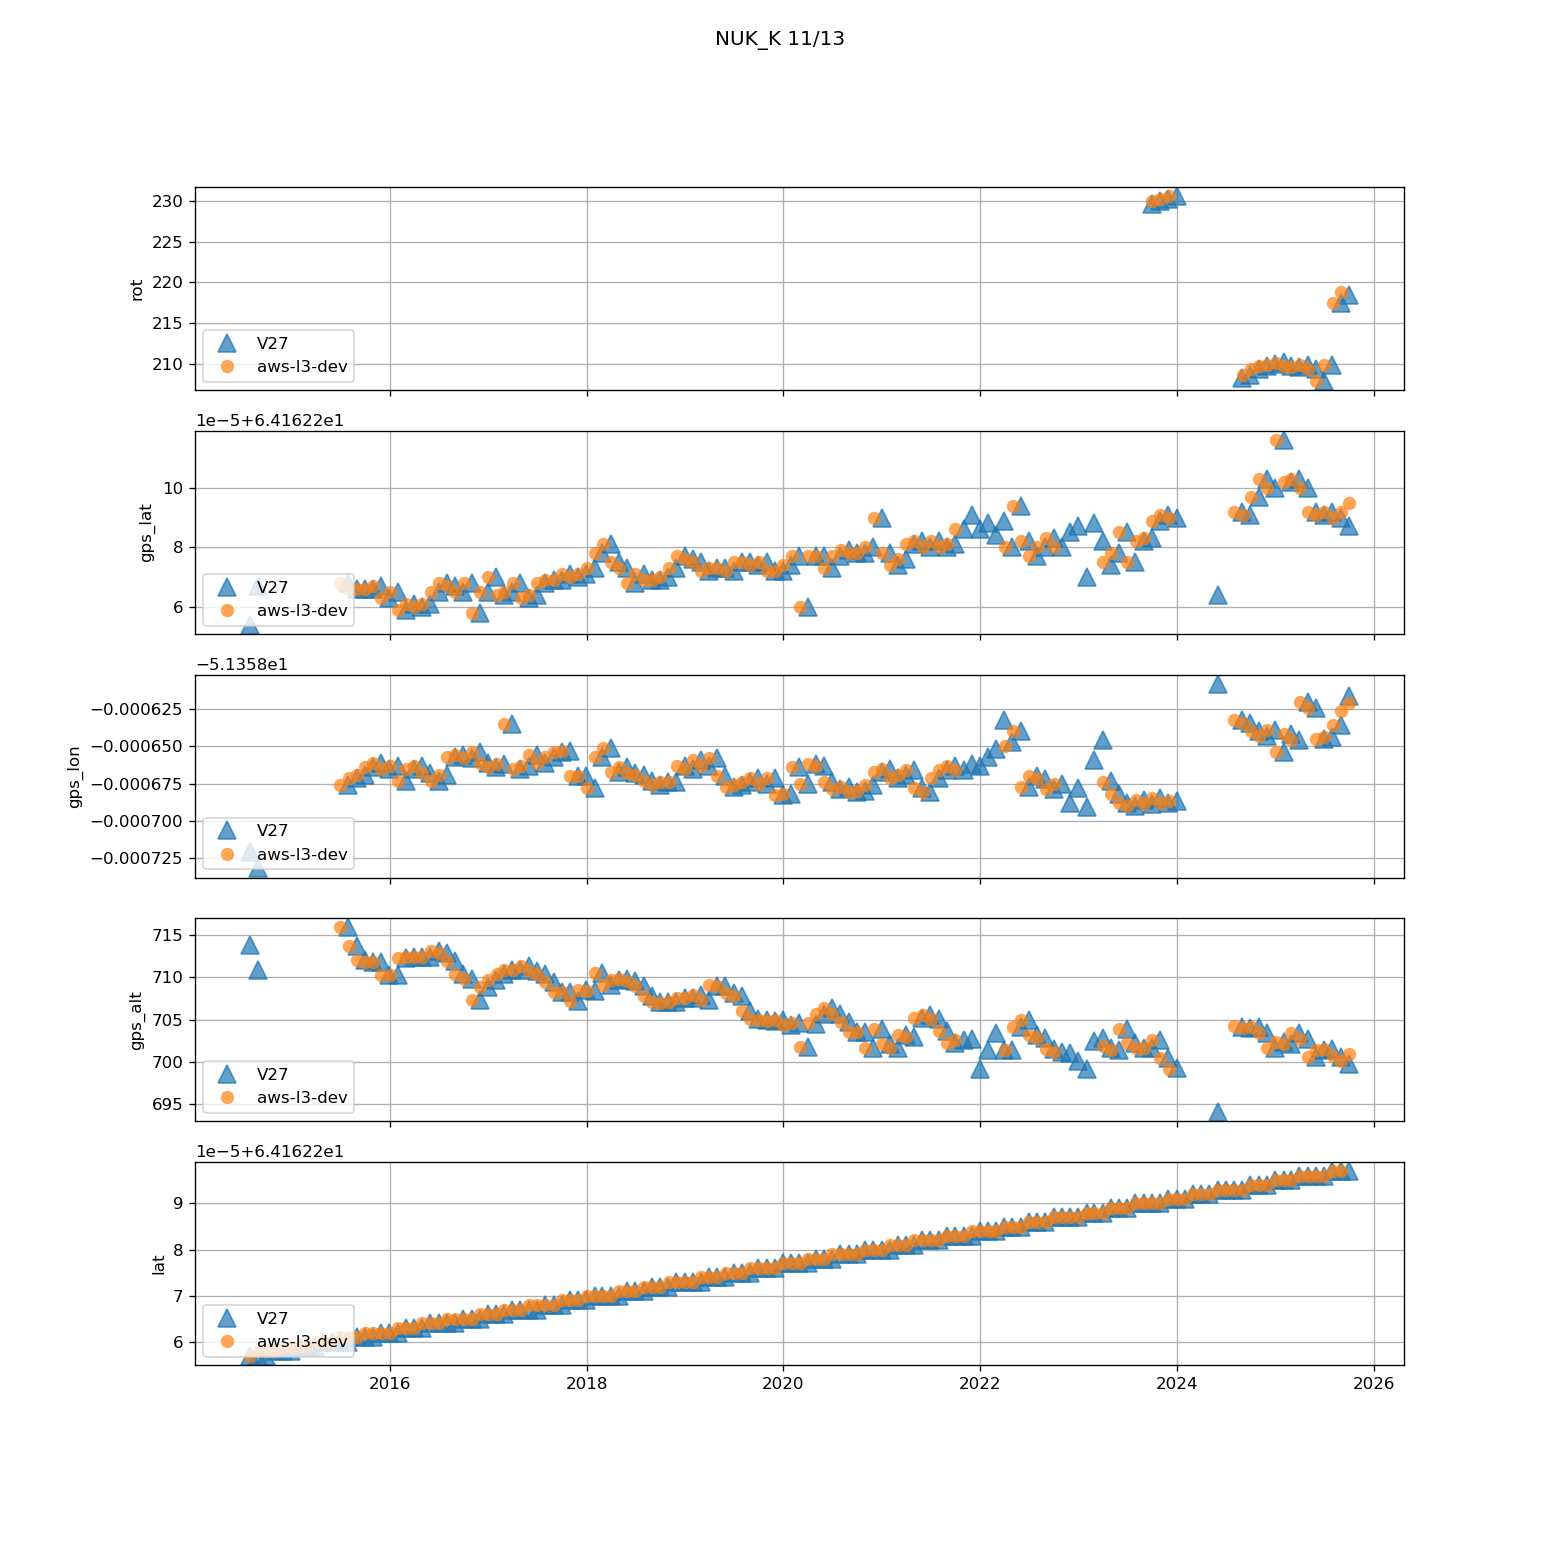 NUK_K 11/13
230
225
220
215
210
rot
V27
aws-l3-dev
1e−5+6.41622e1
10
8
6
gps_lat
V27
aws-l3-dev
−5.1358e1
−0.000625
−0.000650
−0.000675
−0.000700
−0.000725
gps_lon
V27
aws-l3-dev
715
710
705
700
695
gps_alt
V27
aws-l3-dev
1e−5+6.41622e1
9
8
7
6
lat
V27
aws-l3-dev
2016 2018 2020 2022 2024 2026